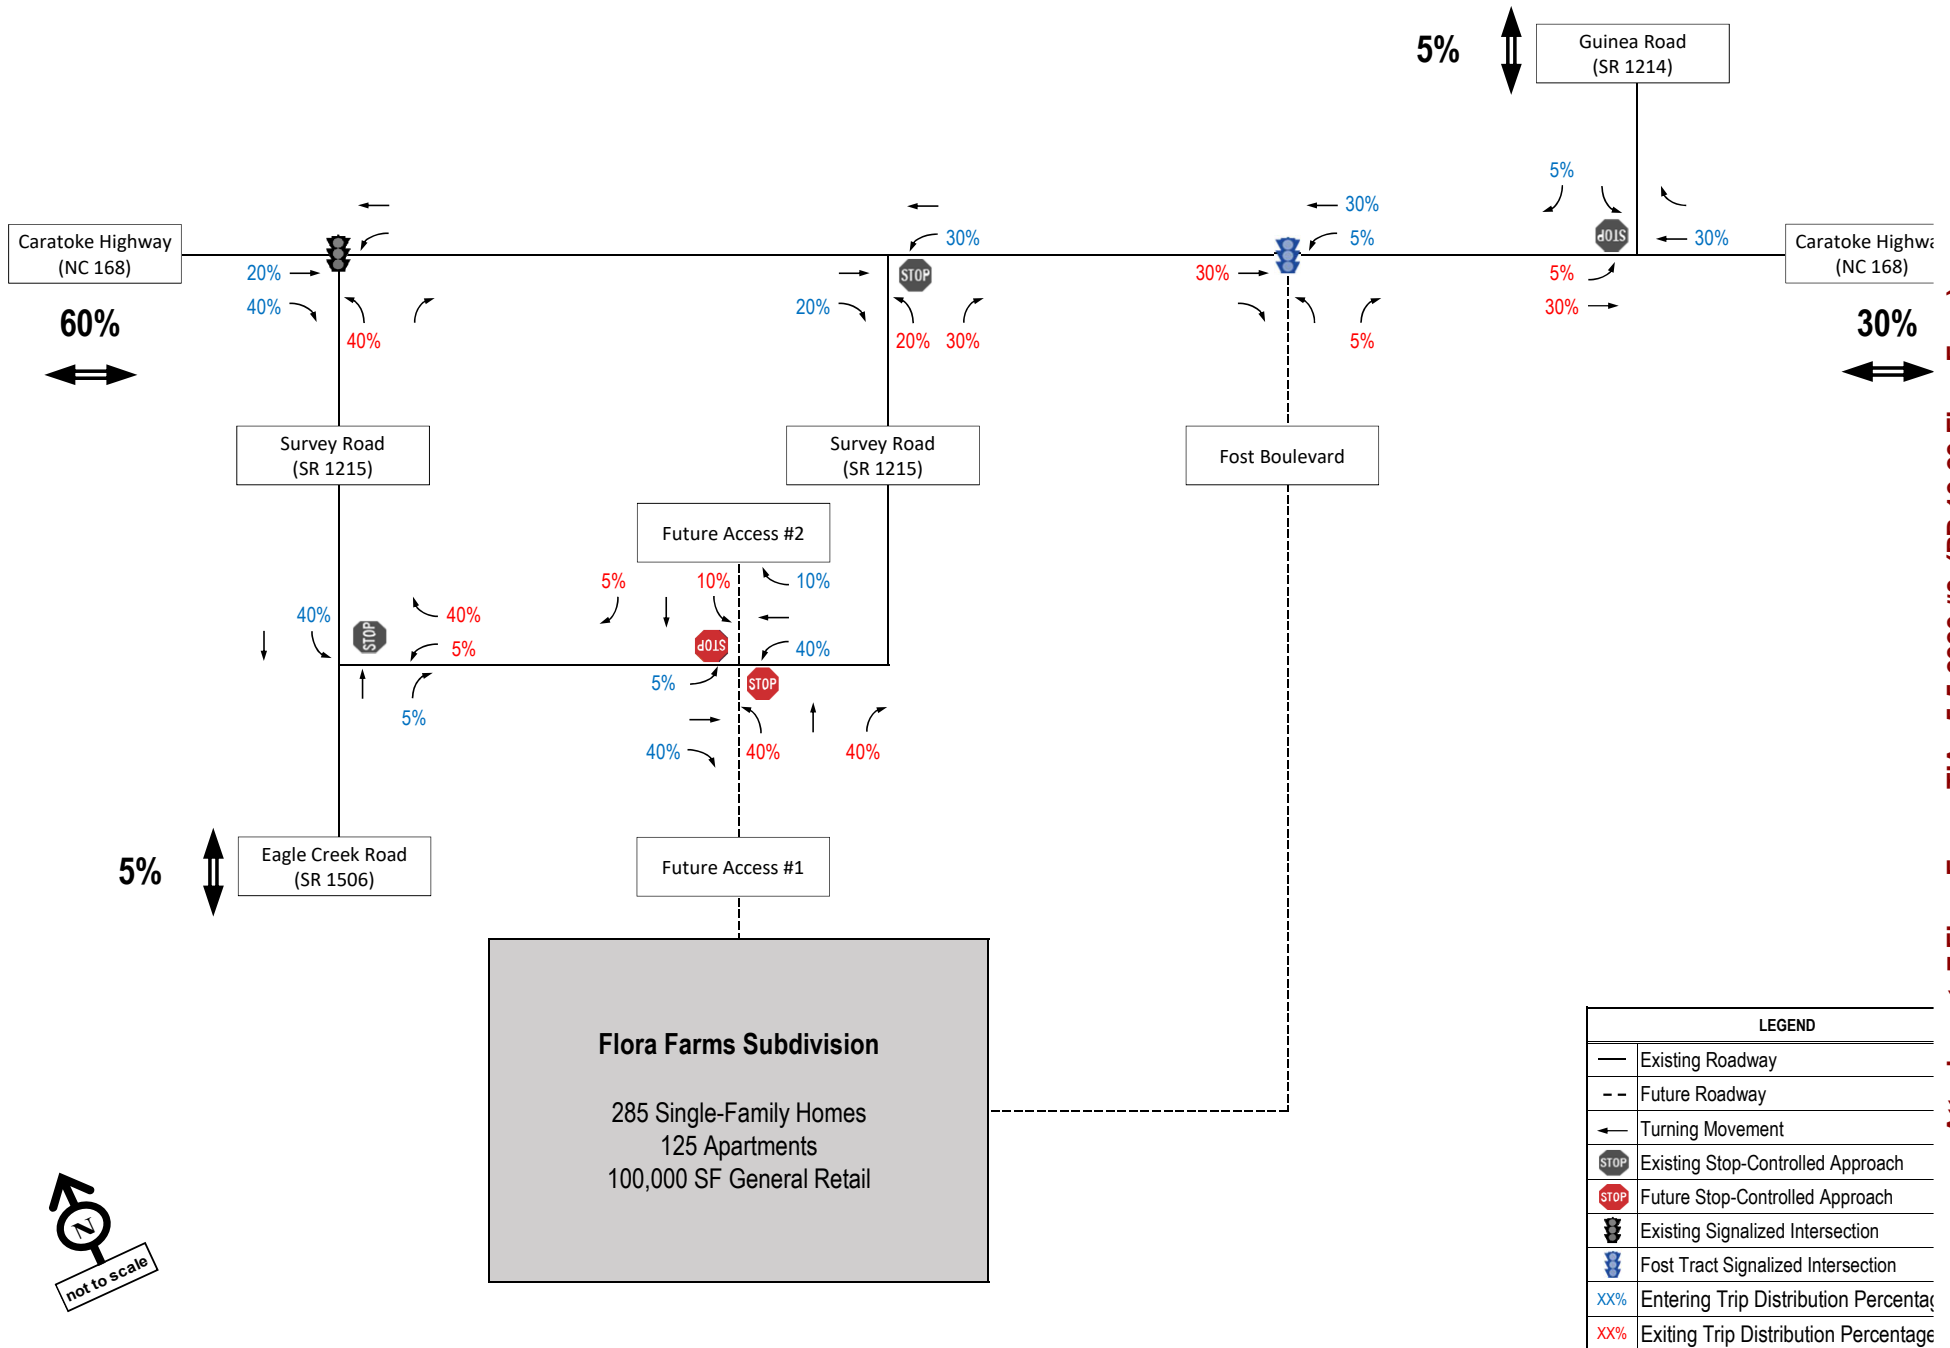 5%
Guinea Road
(SR 1214)
5%
30%
30%
5%
30%
Caratoke Highway
(NC 168)
60%
20%
40%
40%
20%
20%
30%
30%
5%
5%
30%
STOP
STOP
Caratoke Highwa
(NC 168)
30%
Survey Road
(SR 1215)
Survey Road
(SR 1215)
Fost Boulevard
Future Access #2
5%
10%
10%
40%
40%
5%
5%
STOP
STOP
40%
5%
STOP
40%
40%
40%
5%
Eagle Creek Road
(SR 1506)
Future Access #1
Flora Farms Subdivision
285 Single-Family Homes
125 Apartments
100,000 SF General Retail
N
not to scale
LEGEND
Existing Roadway
Future Roadway
Turning Movement
STOP Existing Stop-Controlled Approach
STOP Future Stop-Controlled Approach
Existing Signalized Intersection
Fost Tract Signalized Intersection
XX% Entering Trip Distribution Percentag
XX% Exiting Trip Distribution Percentage